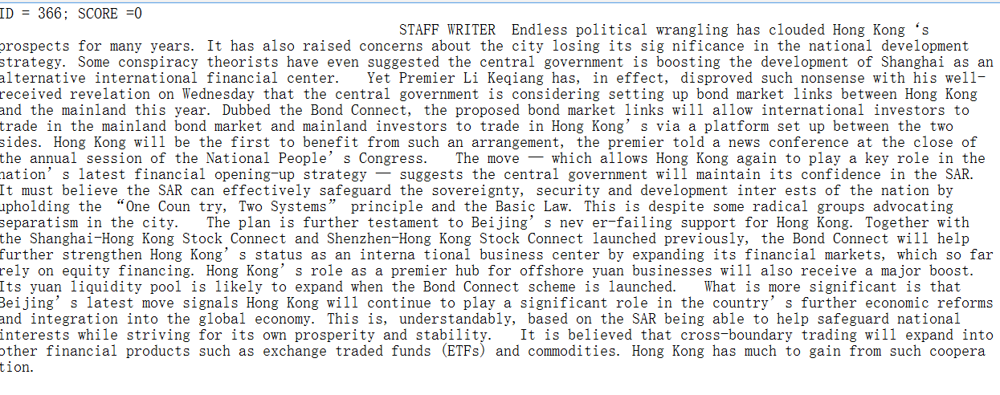 ID = 366; SCORE =0
STAFF WRITER  Endless political wrangling has clouded Hong Kong ‘s
prospects for many years. It has also raised concerns about the city losing its sig nificance in the national development
strategy. Some conspiracy theorists have even suggested the central government is boosting the development of Shanghai as an
alternative international financial center.   Yet Premier Li Keqiang has, in effect, disproved such nonsense with his well-
received revelation on Wednesday that the central government is considering setting up bond market links between Hong Kong
and the mainland this year. Dubbed the Bond Connect, the proposed bond market links will allow international investors to
trade in the mainland bond market and mainland investors to trade in Hong Kong’s via a platform set up between the two
sides. Hong Kong will be the first to benefit from such an arrangement, the premier told a news conference at the close of
the annual session of the National People’s Congress.   The move — which allows Hong Kong again to play a key role in the
nation’s latest financial opening-up strategy — suggests the central government will maintain its confidence in the SAR.
It must believe the SAR can effectively safeguard the sovereignty, security and development inter ests of the nation by
upholding the “One Coun try, Two Systems” principle and the Basic Law. This is despite some radical groups advocating
separatism in the city.   The plan is further testament to Beijing’s nev er-failing support for Hong Kong. Together with
the Shanghai-Hong Kong Stock Connect and Shenzhen-Hong Kong Stock Connect launched previously, the Bond Connect will help
further strengthen Hong Kong’s status as an interna tional business center by expanding its financial markets, which so far
rely on equity financing. Hong Kong’s role as a premier hub for offshore yuan businesses will also receive a major boost.
Its yuan liquidity pool is likely to expand when the Bond Connect scheme is launched.   What is more significant is that
Beijing’s latest move signals Hong Kong will continue to play a significant role in the country’s further economic reforms
and integration into the global economy. This is, understandably, based on the SAR being able to help safeguard national
interests while striving for its own prosperity and stability.   It is believed that cross-boundary trading will expand into
other financial products such as exchange traded funds (ETFs) and commodities. Hong Kong has much to gain from such coopera
tion.